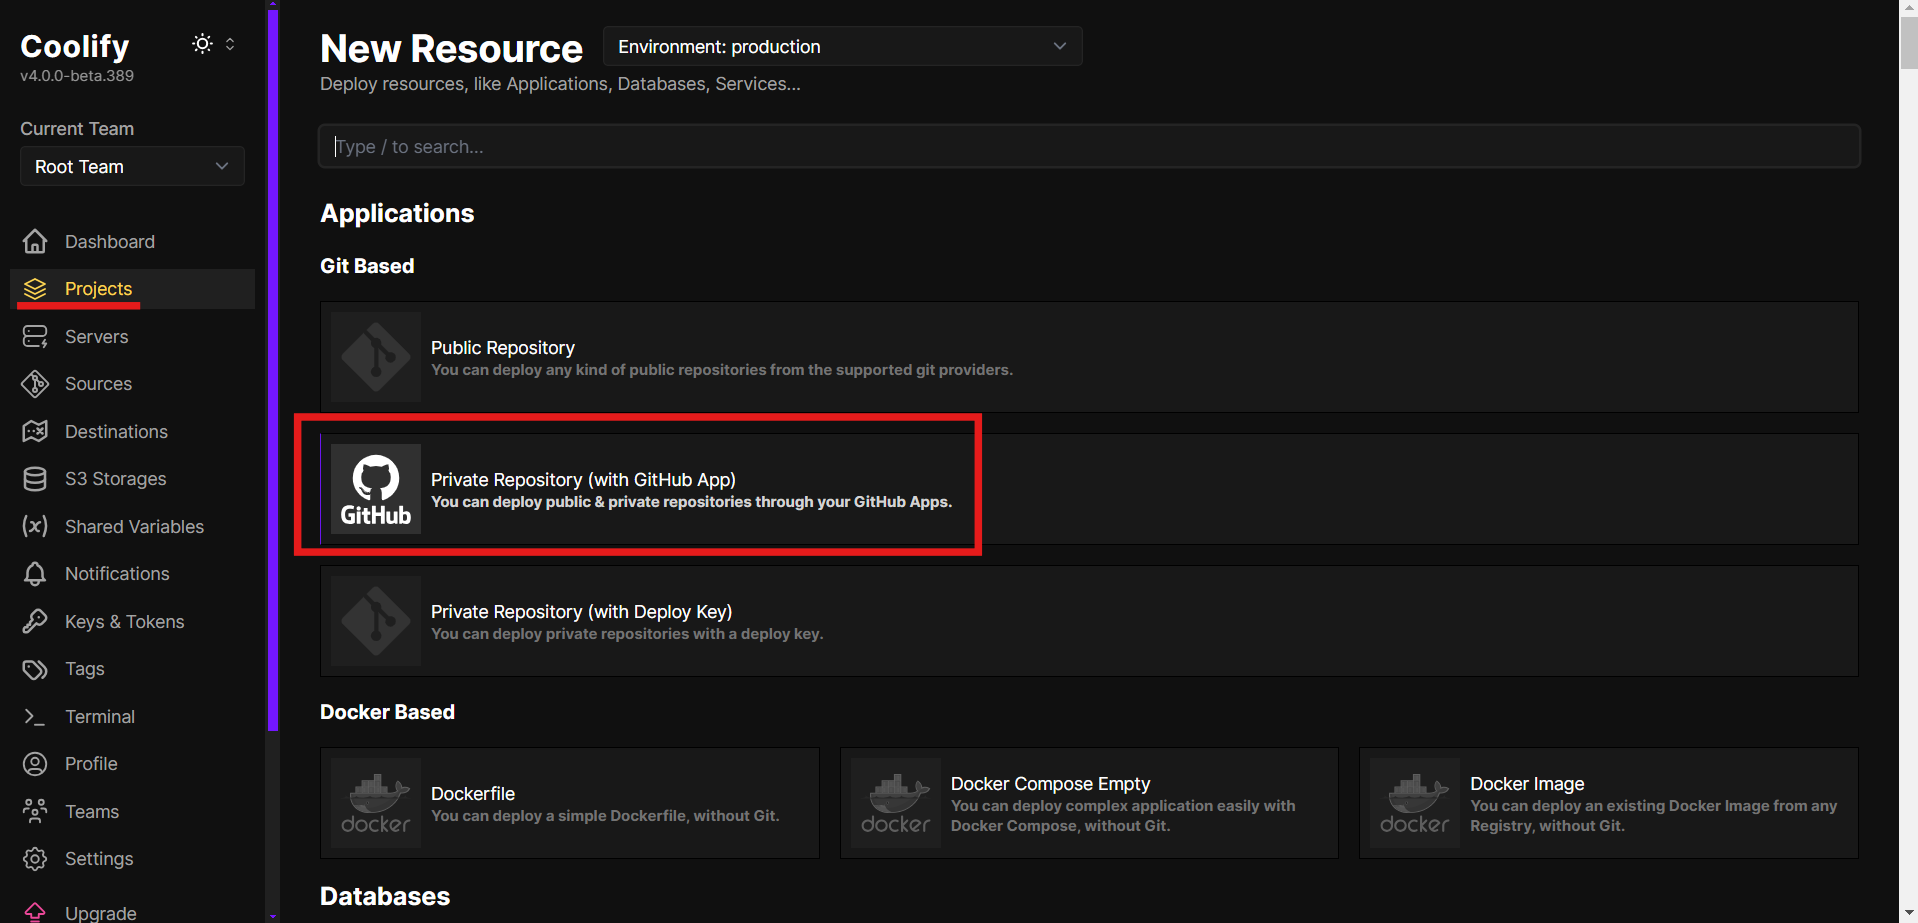 Coolify
v4.0.0-beta.389
Current Team
Root Team
Dashboard
Projects
Servers
Sources
Destinations
S3 Storages
Shared Variables
Notifications
Keys & Tokens
Tags
Terminal
Profile
Teams
Settings
Upgrade
New Resource
Environment: production
Deploy resources, like Applications, Databases, Services...
Type / to search...
Applications
Git Based
Public Repository
You can deploy any kind of public repositories from the supported git providers.
GitHub
Private Repository (with GitHub App)
You can deploy public & private repositories through your GitHub Apps.
Private Repository (with Deploy Key)
You can deploy private repositories with a deploy key.
Docker Based
docker
Dockerfile
You can deploy a simple Dockerfile, without Git.
docker
Docker Compose Empty
You can deploy complex application easily with
Docker Compose, without Git.
docker
Docker Image
You can deploy an existing Docker Image from any
Registry, without Git.
Databases